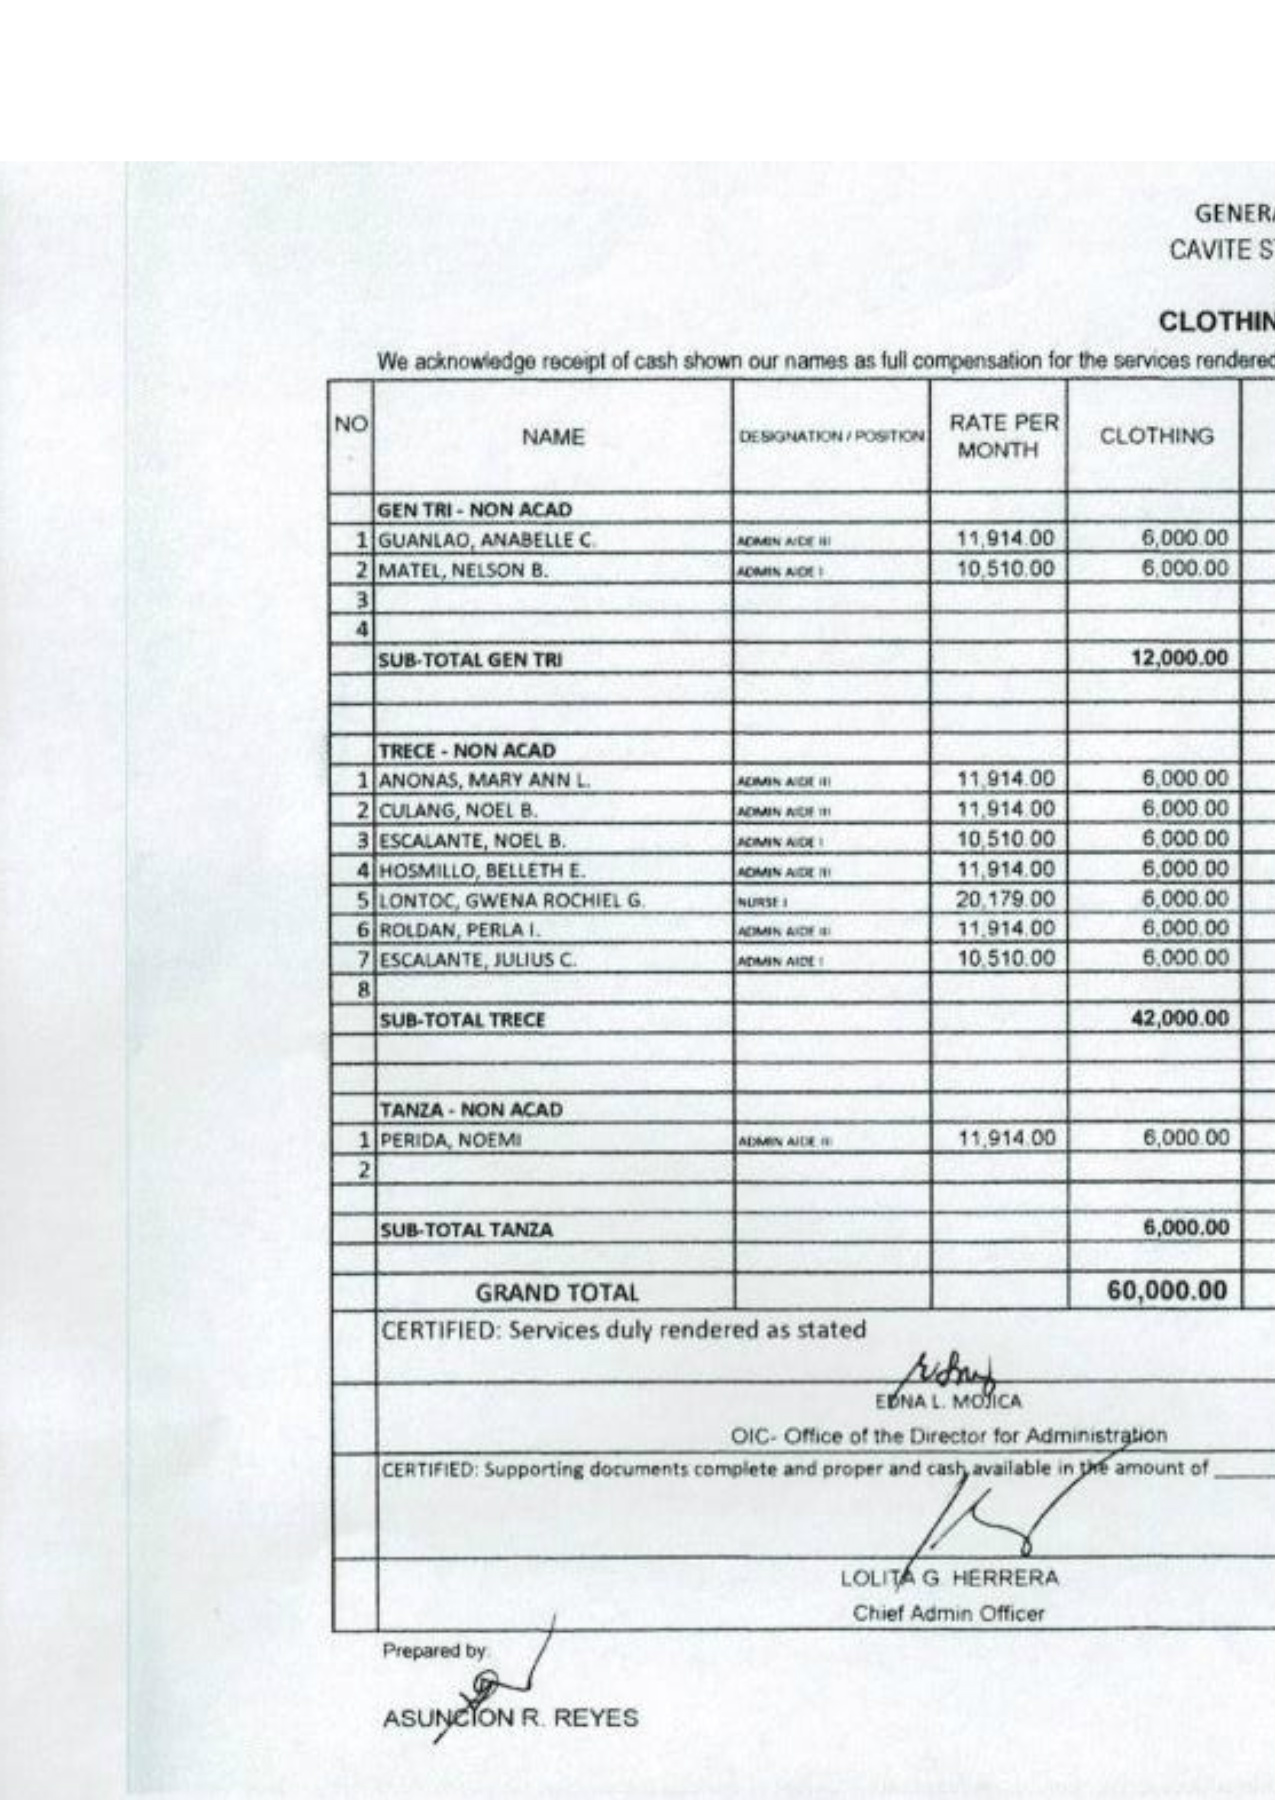 GENERA
CAVITE S
CLOTHIN
We acknowledge receipt of cash shown our names as full compensation for the services rendered
NO NAME DESIGNATION / POSITION RATE PER MONTH CLOTHING
GEN TRI - NON ACAD
1 GUANLAO, ANABELLE C. ADMIN AIDE III 11,914.00 6,000.00
2 MATEL, NELSON B. ADMIN AIDE I 10,510.00 6,000.00
3
4
SUB-TOTAL GEN TRI 12,000.00
TRECE - NON ACAD
1 ANONAS, MARY ANN L. ADMIN AIDE III 11,914.00 6,000.00
2 CULANG, NOEL B. ADMIN AIDE III 11,914.00 6,000.00
3 ESCALANTE, NOEL B. ADMIN AIDE I 10,510.00 6,000.00
4 HOSMILLO, BELLETH E. ADMIN AIDE III 11,914.00 6,000.00
5 LONTOC, GWENA ROCHIEL G. NURSE I 20,179.00 6,000.00
6 ROLDAN, PERLA I. ADMIN AIDE III 11,914.00 6,000.00
7 ESCALANTE, JULIUS C. ADMIN AIDE I 10,510.00 6,000.00
8
SUB-TOTAL TRECE 42,000.00
TANZA - NON ACAD
1 PERIDA, NOEMI ADMIN AIDE III 11,914.00 6,000.00
2
SUB-TOTAL TANZA 6,000.00
GRAND TOTAL 60,000.00
CERTIFIED: Services duly rendered as stated
EDNA L. MOJICA
OIC- Office of the Director for Administration
CERTIFIED: Supporting documents complete and proper and cash available in the amount of ____
LOLITA G. HERRERA
Chief Admin Officer
Prepared by:
ASUNCION R. REYES